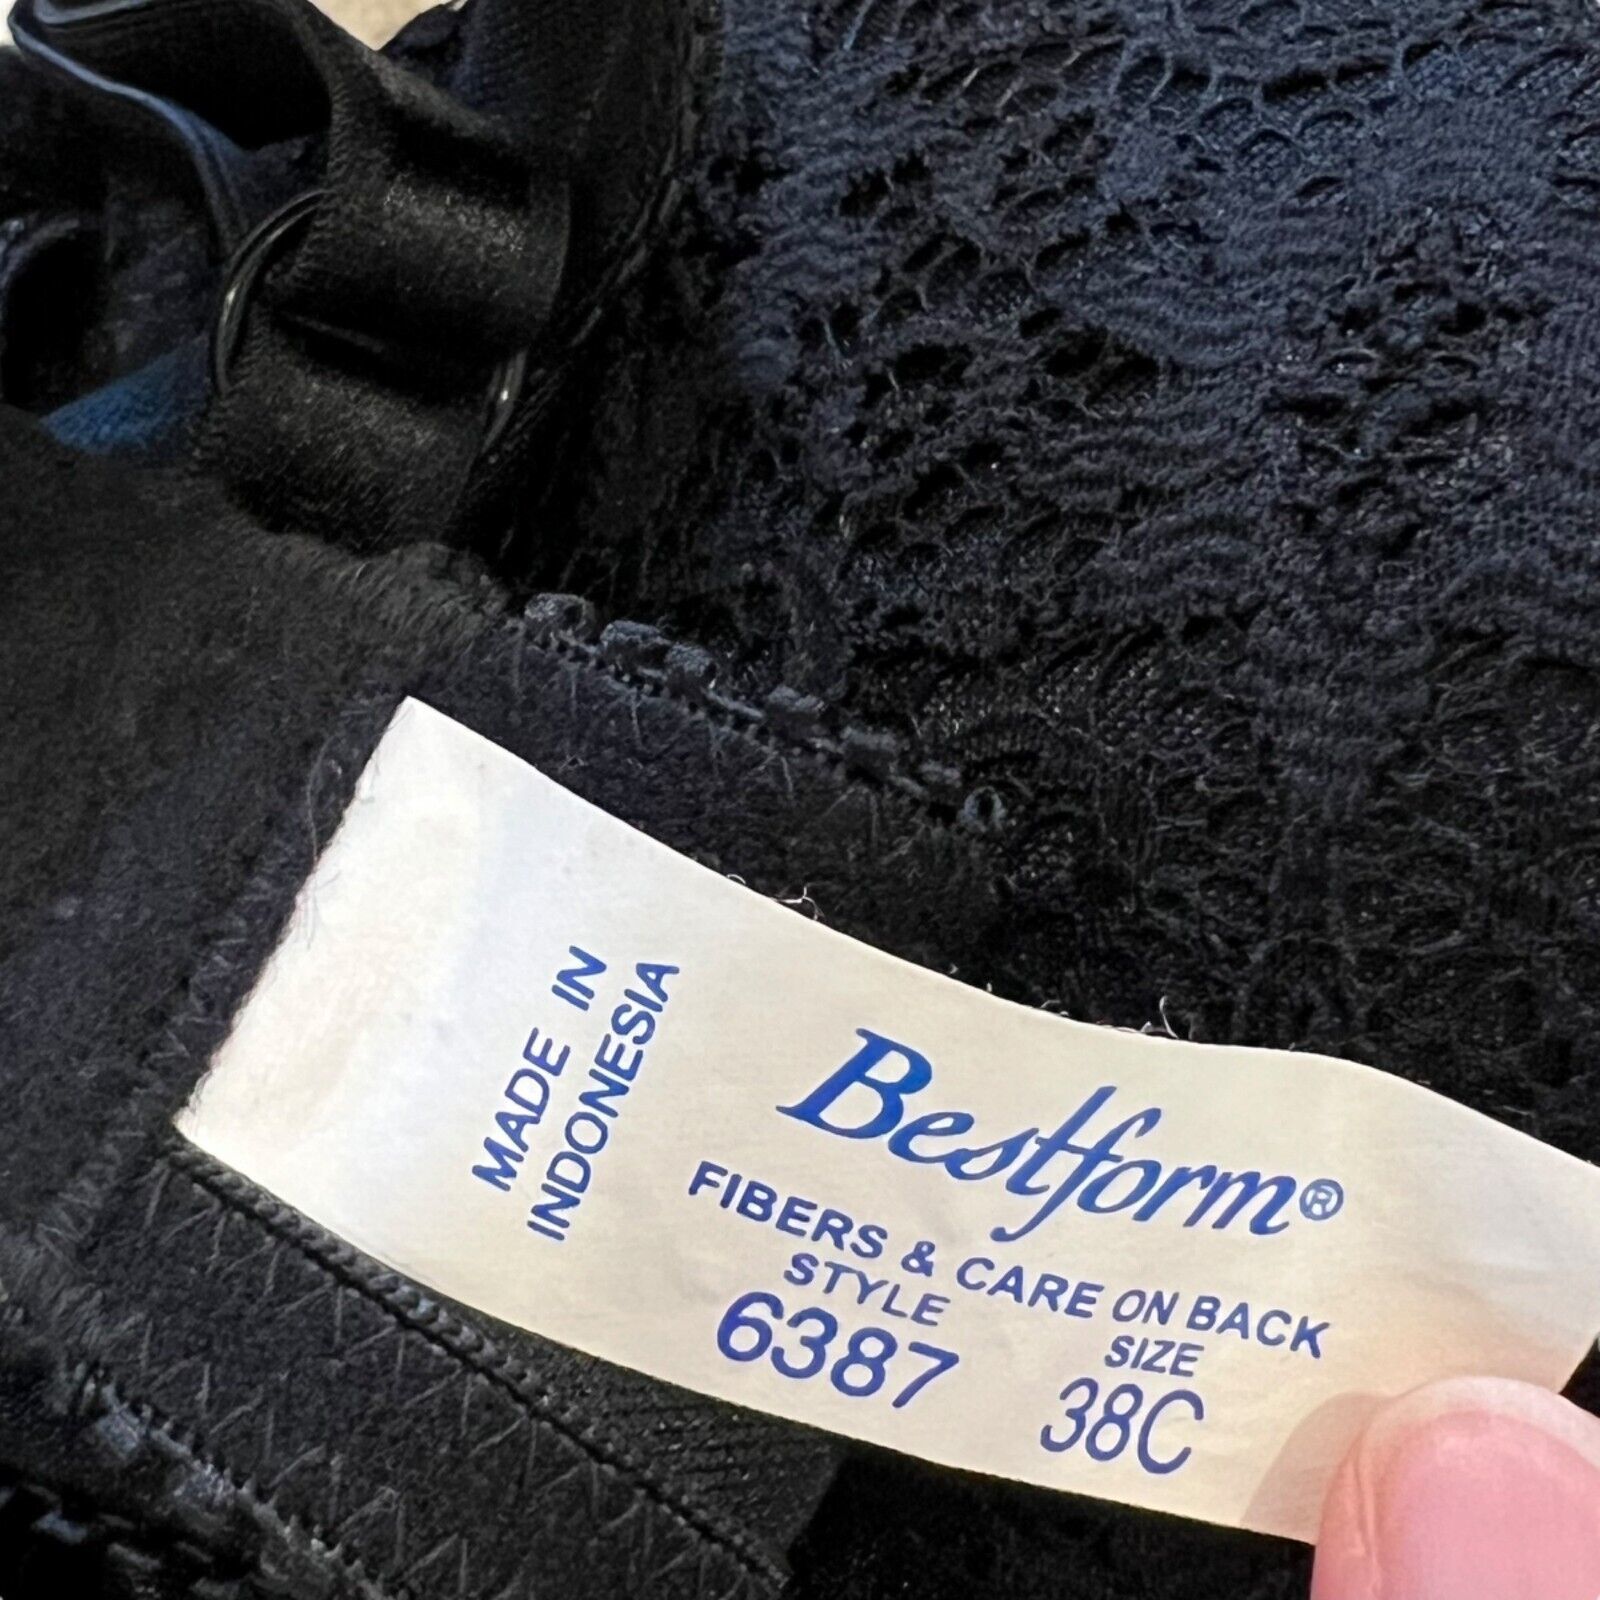 MADE IN
INDONESIA
Bestform®
FIBERS & CARE ON BACK
STYLE SIZE
6387 38C